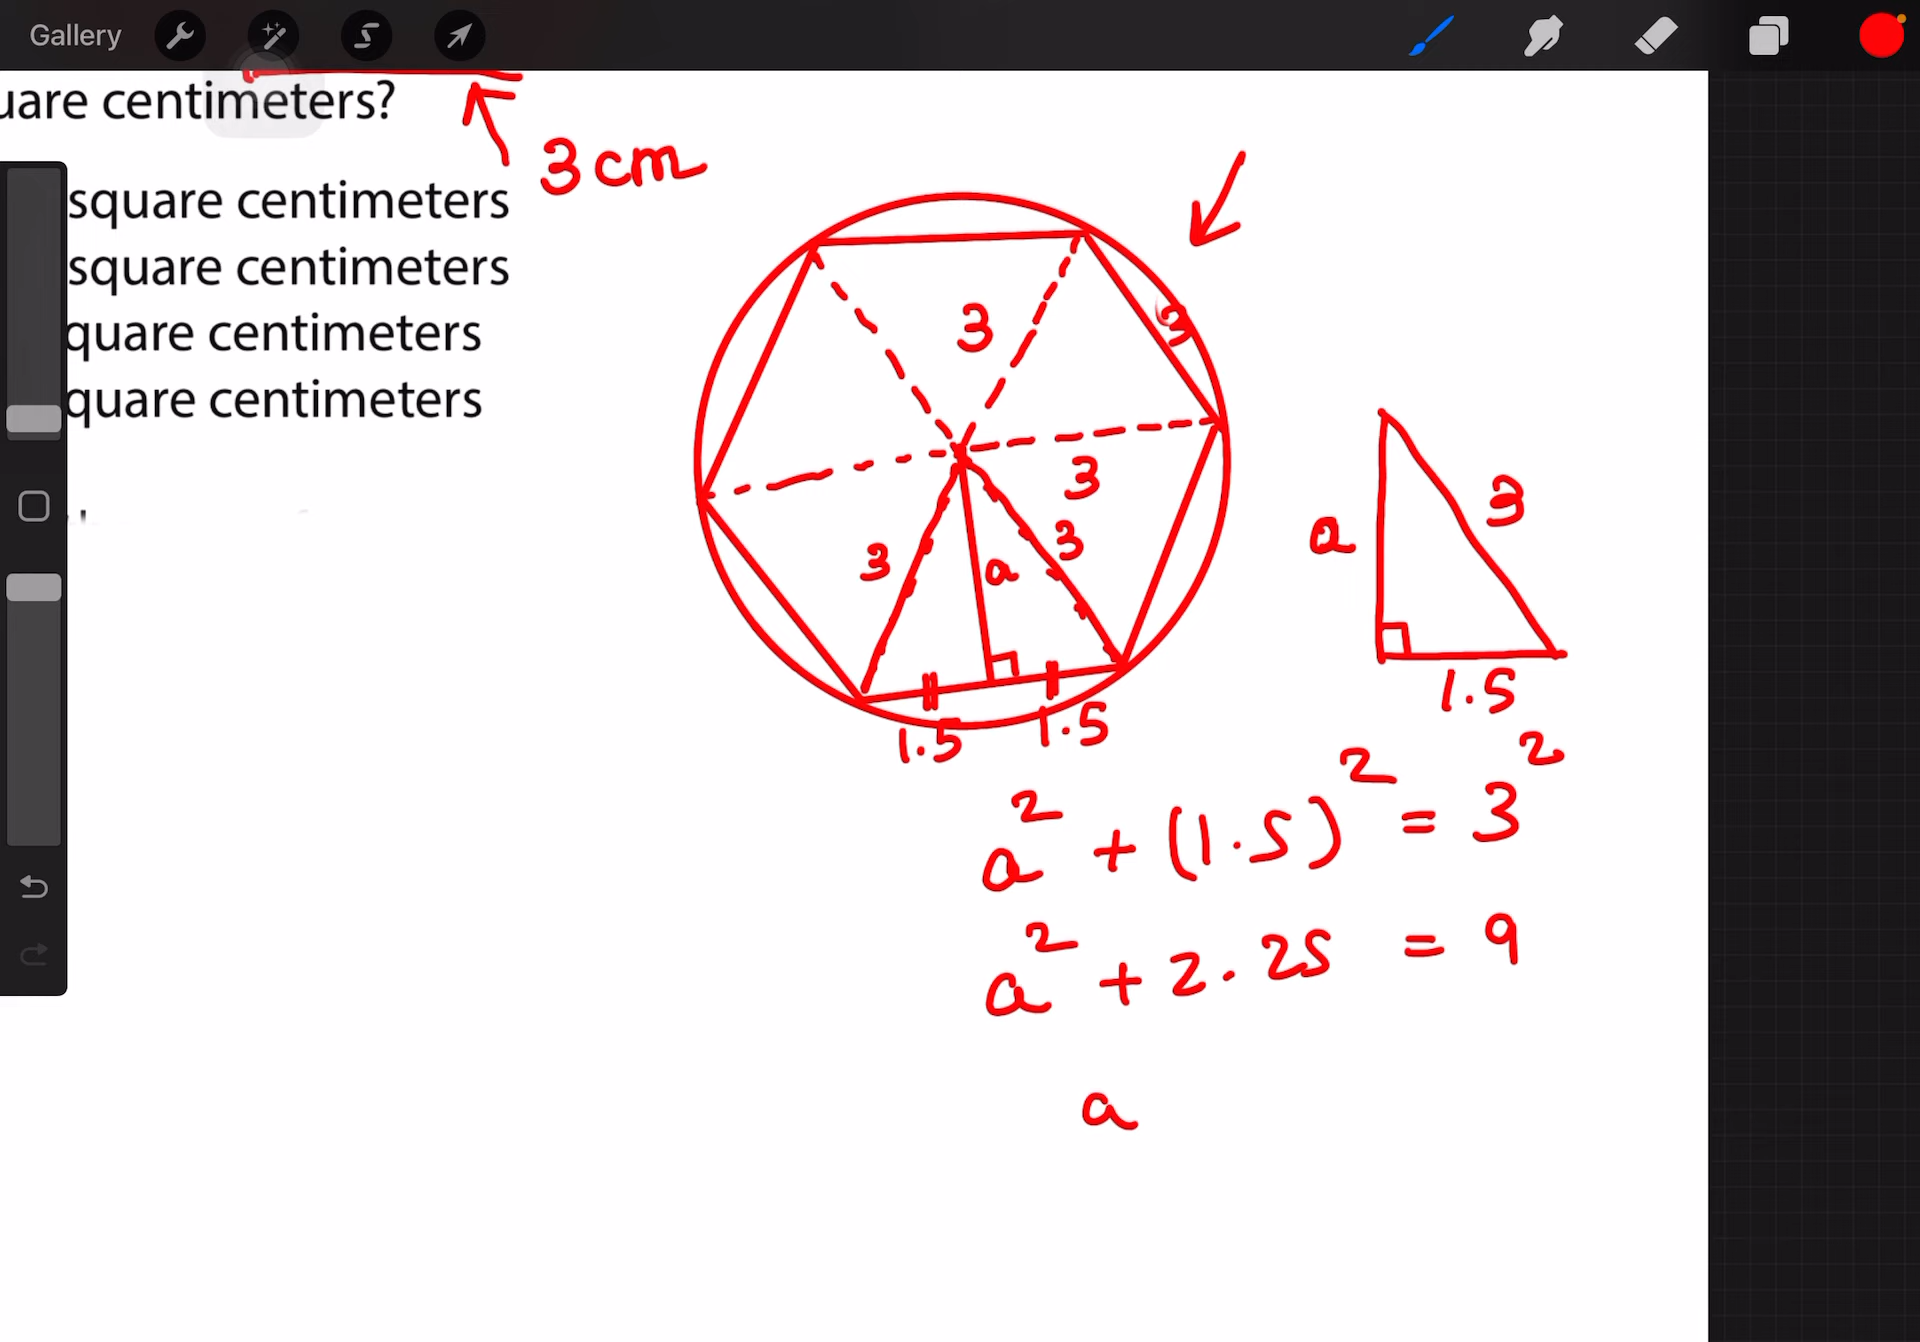 Gallery
centimeters?
3 cm
square centimeters
square centimeters
quare centimeters
quare centimeters
3
3
3
3
3
a
1.5
1.5
a
3
1.5
a² + (1.5)² = 3²
a² + 2.25 = 9
a